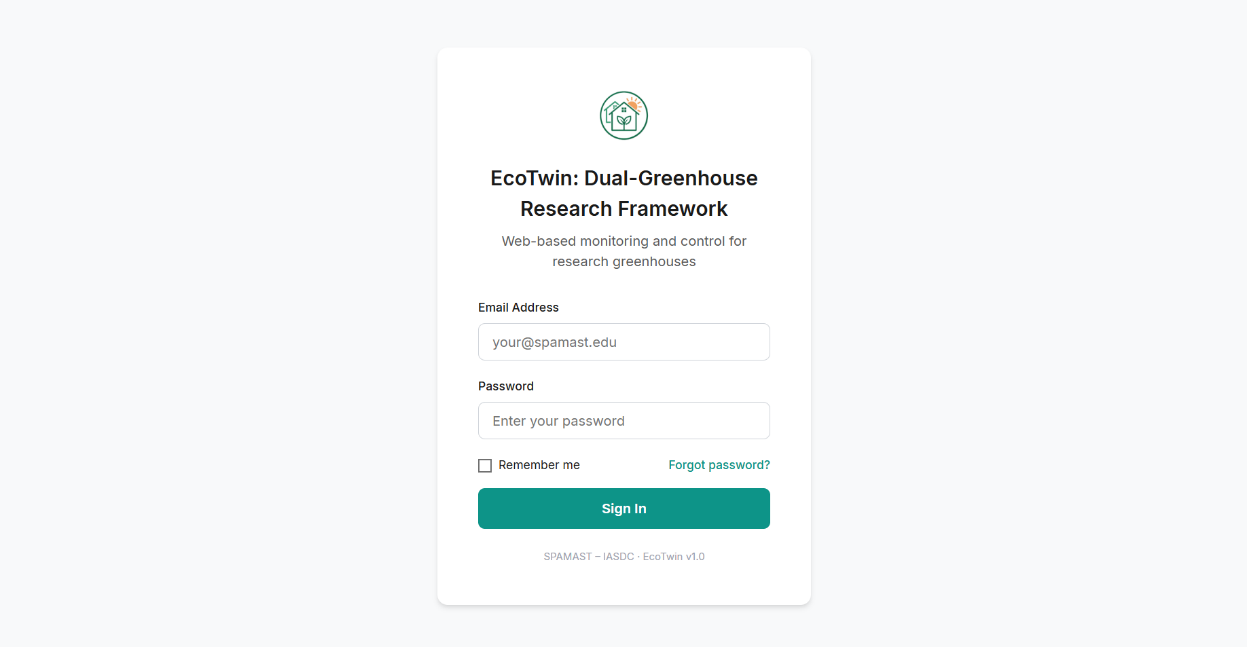 EcoTwin: Dual-Greenhouse
Research Framework
Web-based monitoring and control for
research greenhouses
Email Address
your@spamast.edu
Password
Enter your password
Remember me
Forgot password?
Sign In
SPAMAST – IASDC · EcoTwin v1.0